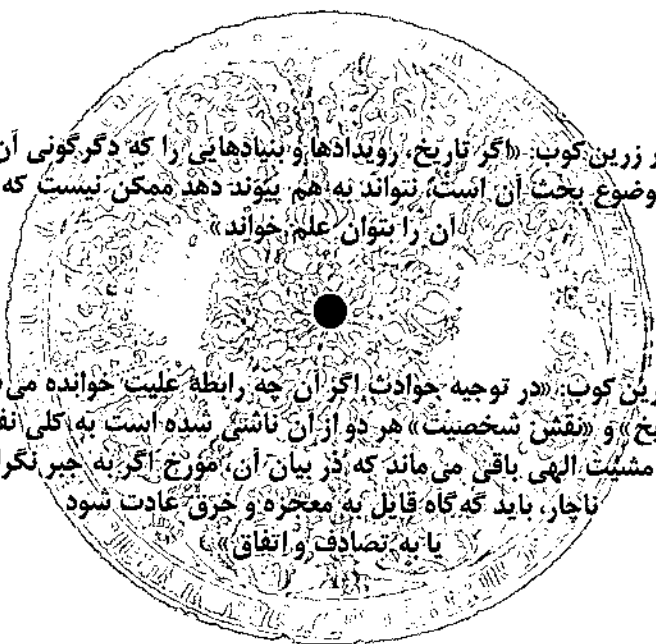 ر زرین‌کوب: «اگر تاریخ، رویدادها و بنیادهایی را که دگرگونی آن
وضوع بحث آن است، نتواند به هم پیوند دهد ممکن نیست که
آن را بتوان علم خواند»
رین‌کوب: «در توجیه حوادث اگر آن چه رابطهٔ علیت خوانده می‌
یخ» و «نقش شخصیت» هر دو از آن ناشی شده است به کلی نف
مشیت الهی باقی می‌ماند که در بیان آن، مورخ اگر به جبر نگرا
ناچار، باید گه‌گاه قایل به معجزه و خرق عادت شود
یا به تصادف و اتفاق»